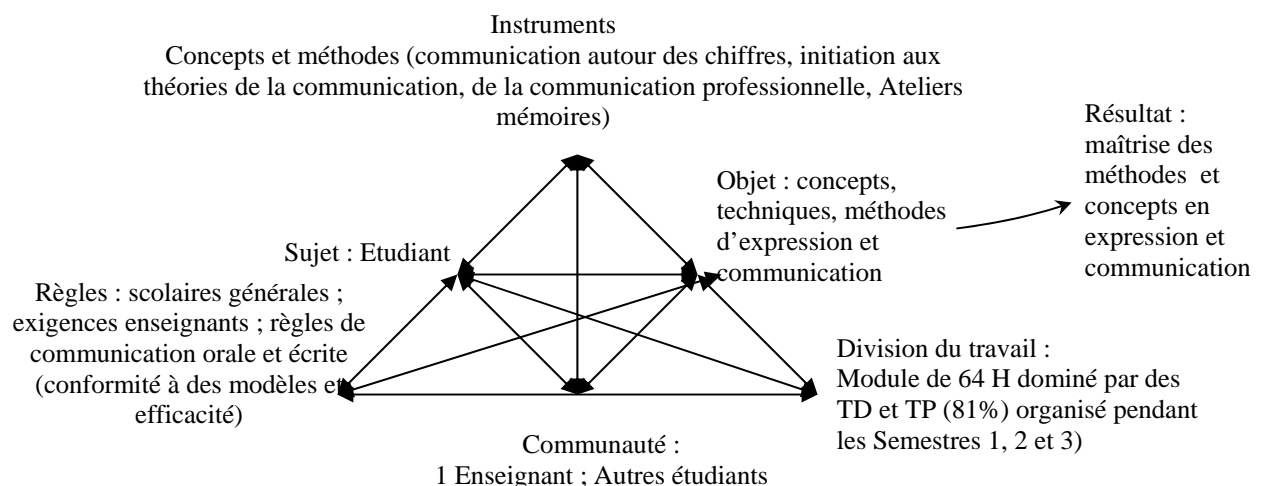 Instruments
Concepts et méthodes (communication autour des chiffres, initiation aux
théories de la communication, de la communication professionnelle, Ateliers
mémoires)
Résultat :
maîtrise des
méthodes et
concepts en
expression et
communication
Objet : concepts,
techniques, méthodes
d’expression et
communication
Sujet : Etudiant
Règles : scolaires générales ;
exigences enseignants ; règles de
communication orale et écrite
(conformité à des modèles et
efficacité)
Division du travail :
Module de 64 H dominé par des
TD et TP (81%) organisé pendant
les Semestres 1, 2 et 3)
Communauté :
1 Enseignant ; Autres étudiants